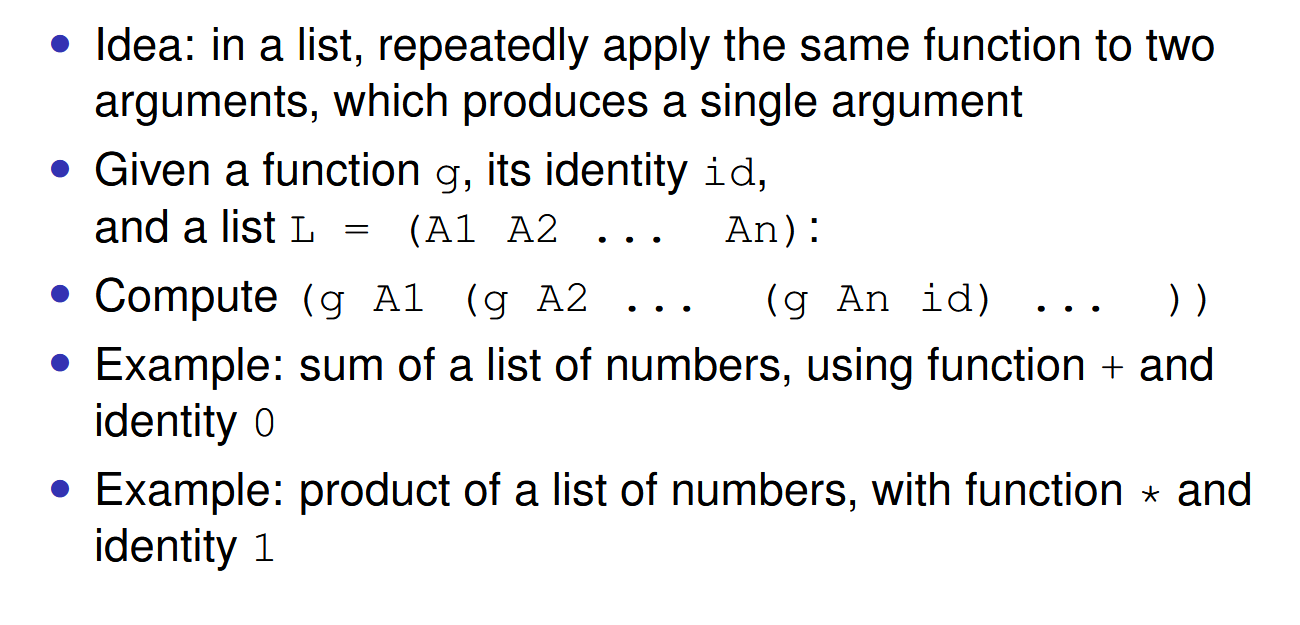 • Idea: in a list, repeatedly apply the same function to two
arguments, which produces a single argument
• Given a function g, its identity id,
and a list L = (A1 A2 ... An):
• Compute (g A1 (g A2 ... (g An id) ... ))
• Example: sum of a list of numbers, using function + and
identity 0
• Example: product of a list of numbers, with function * and
identity 1